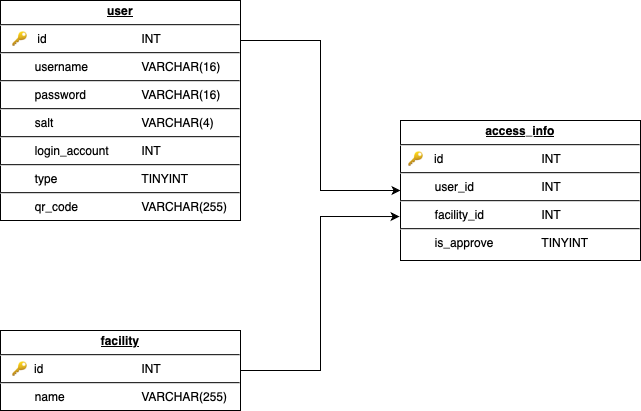 user
id INT
username VARCHAR(16)
password VARCHAR(16)
salt VARCHAR(4)
login_account INT
type TINYINT
qr_code VARCHAR(255)
access_info
id INT
user_id INT
facility_id INT
is_approve TINYINT
facility
id INT
name VARCHAR(255)